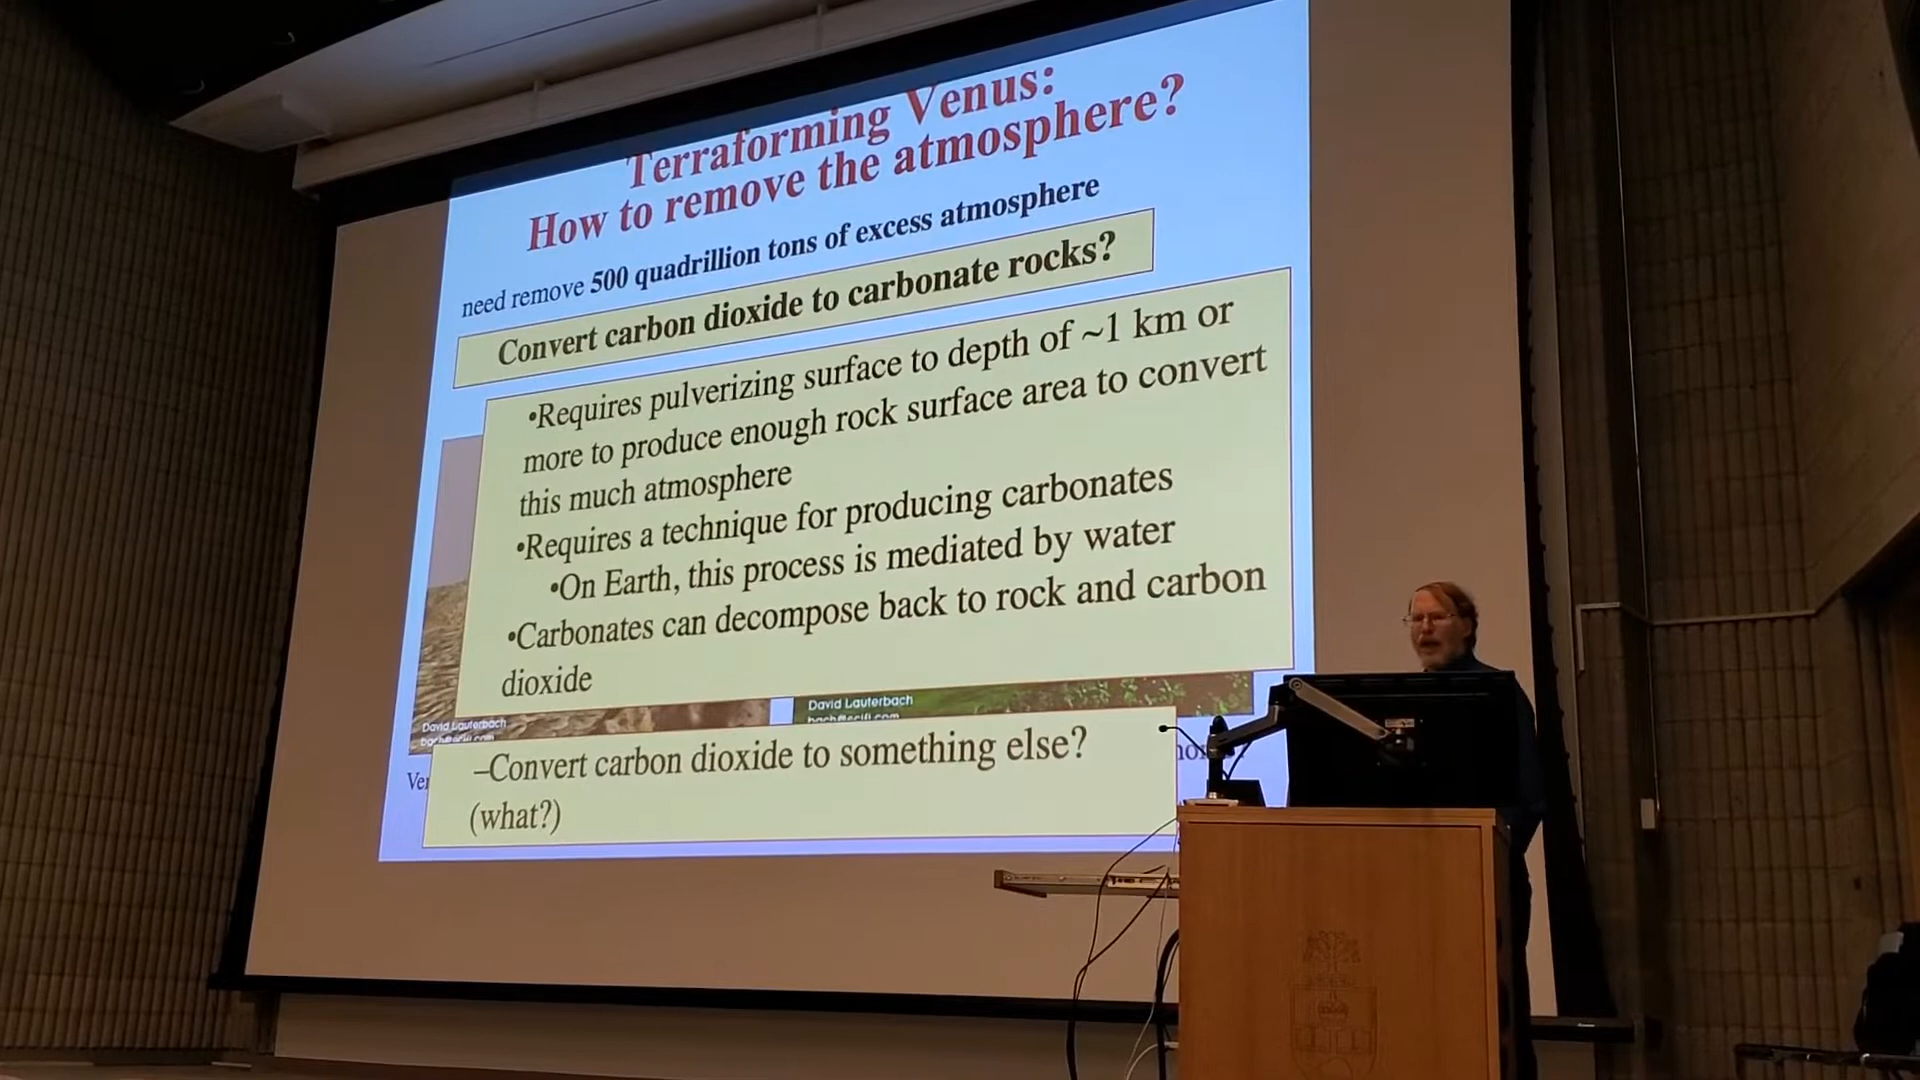 Terraforming Venus:
How to remove the atmosphere?
need remove 500 quadrillion tons of excess atmosphere
Convert carbon dioxide to carbonate rocks?
•Requires pulverizing surface to depth of ~1 km or
more to produce enough rock surface area to convert
this much atmosphere
•Requires a technique for producing carbonates
•On Earth, this process is mediated by water
•Carbonates can decompose back to rock and carbon
dioxide
David Lauterbach
David Lauterbach
–Convert carbon dioxide to something else?
(what?)